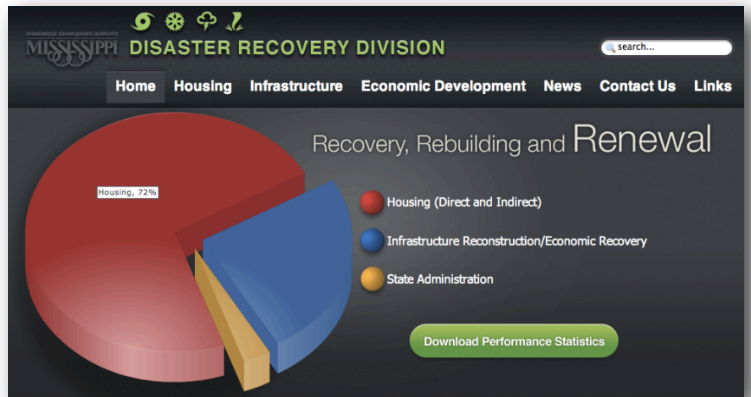 mississippi development authority
MISSISSIPPI
DISASTER RECOVERY DIVISION
search...
Home Housing Infrastructure Economic Development News Contact Us Links
Recovery, Rebuilding and Renewal
Housing, 72%
Housing (Direct and Indirect)
Infrastructure Reconstruction/Economic Recovery
State Administration
Download Performance Statistics